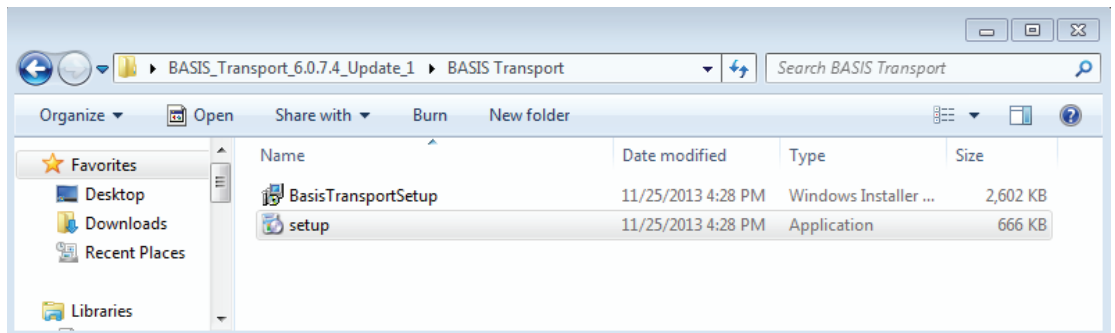 BASIS_Transport_6.0.7.4_Update_1 BASIS Transport Search BASIS Transport
Organize Open Share with Burn New folder
Favorites
Desktop
Downloads
Recent Places
Libraries
Name Date modified Type Size
BasisTransportSetup 11/25/2013 4:28 PM Windows Installer ... 2,602 KB
setup 11/25/2013 4:28 PM Application 666 KB